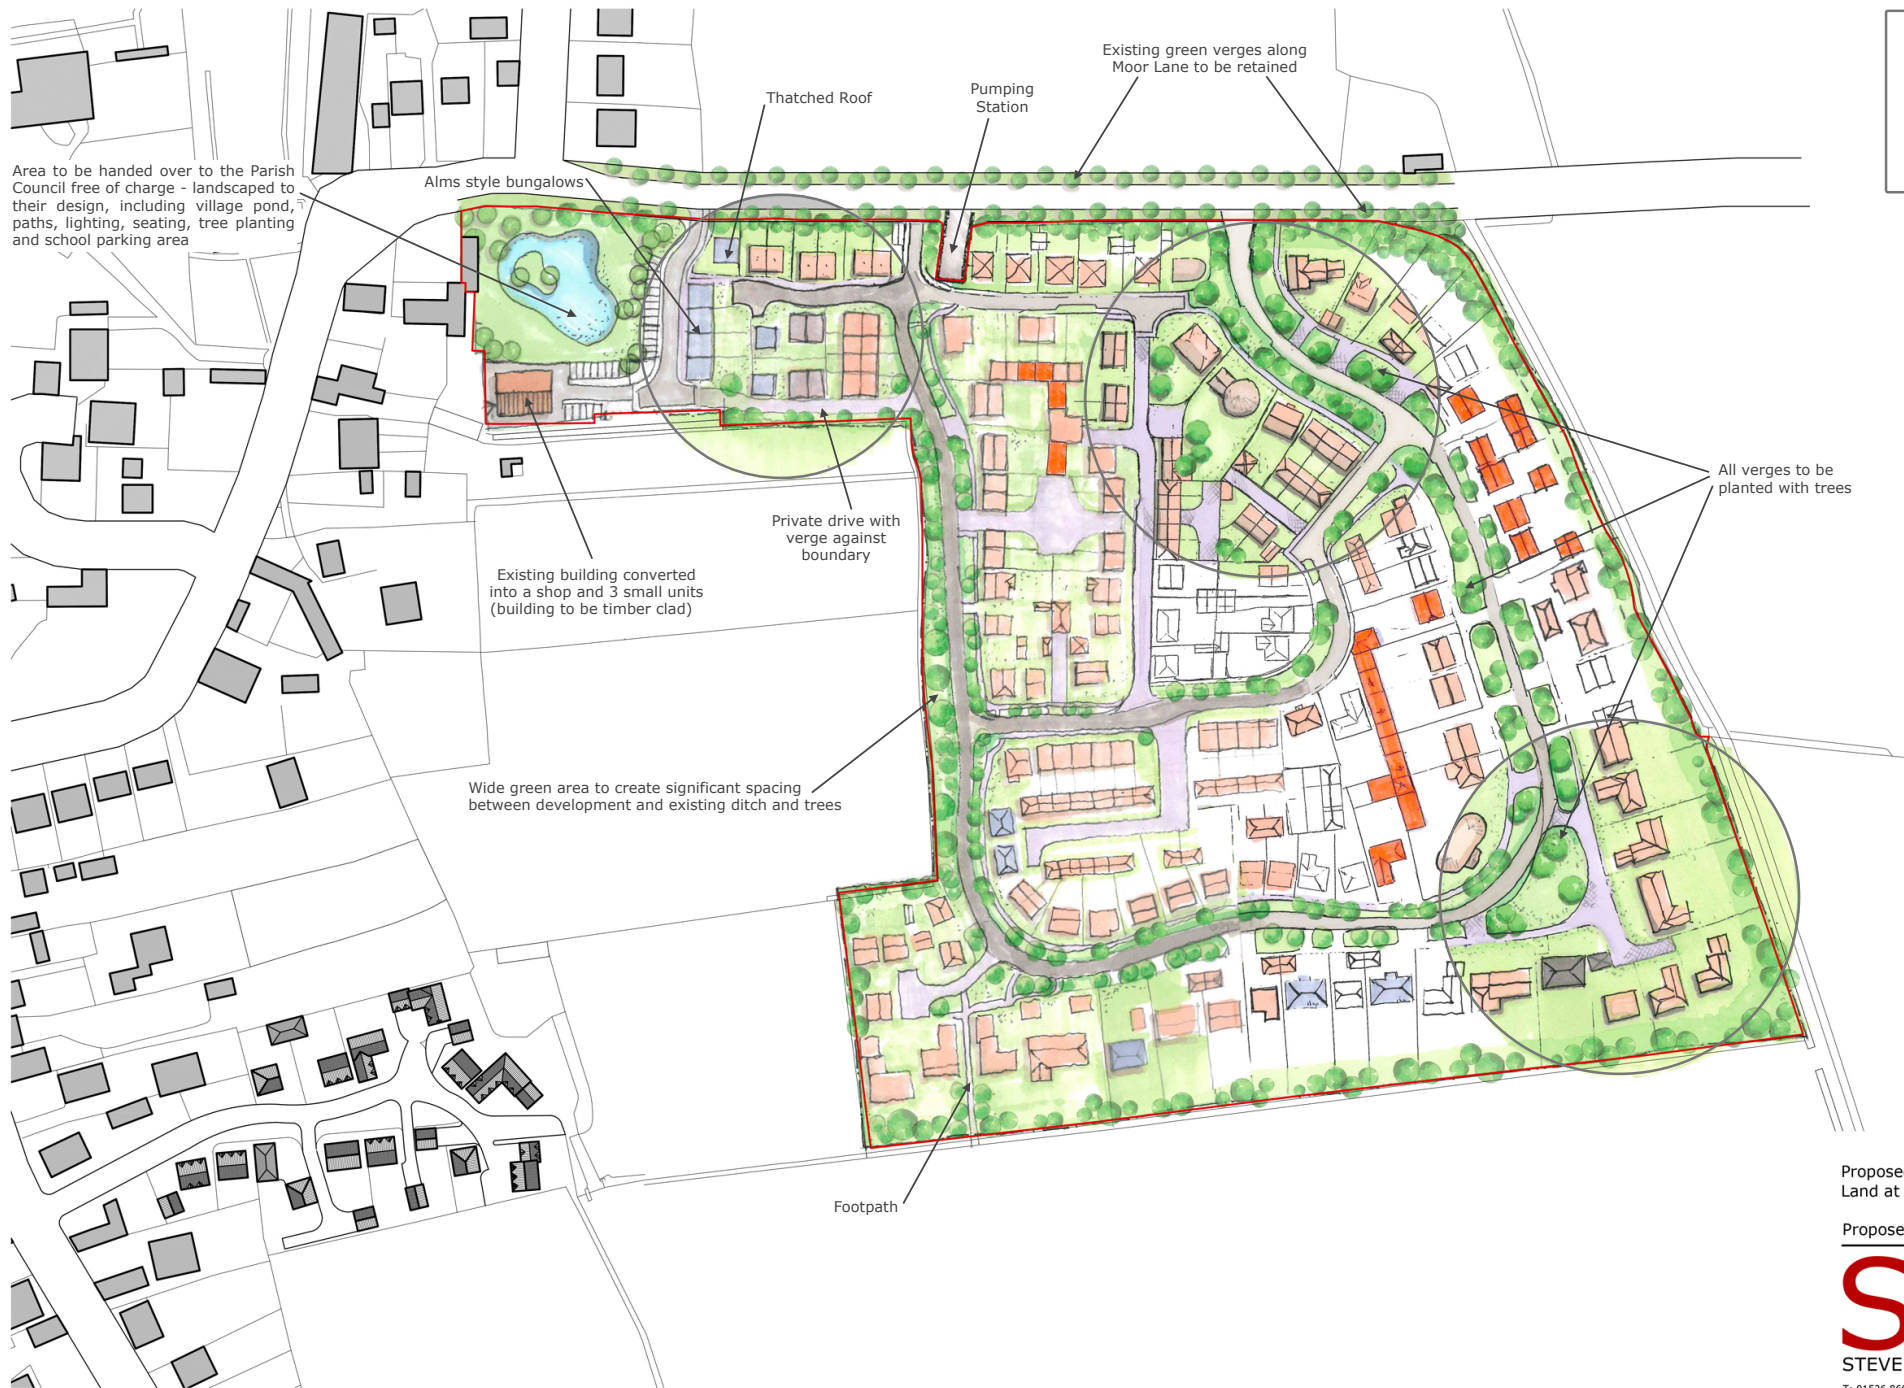 Existing green verges along
Moor Lane to be retained
Thatched Roof
Pumping
Station
Area to be handed over to the Parish
Council free of charge - landscaped to
their design, including village pond,
paths, lighting, seating, tree planting
and school parking area
Alms style bungalows
All verges to be
planted with trees
Private drive with
verge against
boundary
Existing building converted
into a shop and 3 small units
(building to be timber clad)
Wide green area to create significant spacing
between development and existing ditch and trees
Footpath
Propose
Land at
Propose
S
STEVE